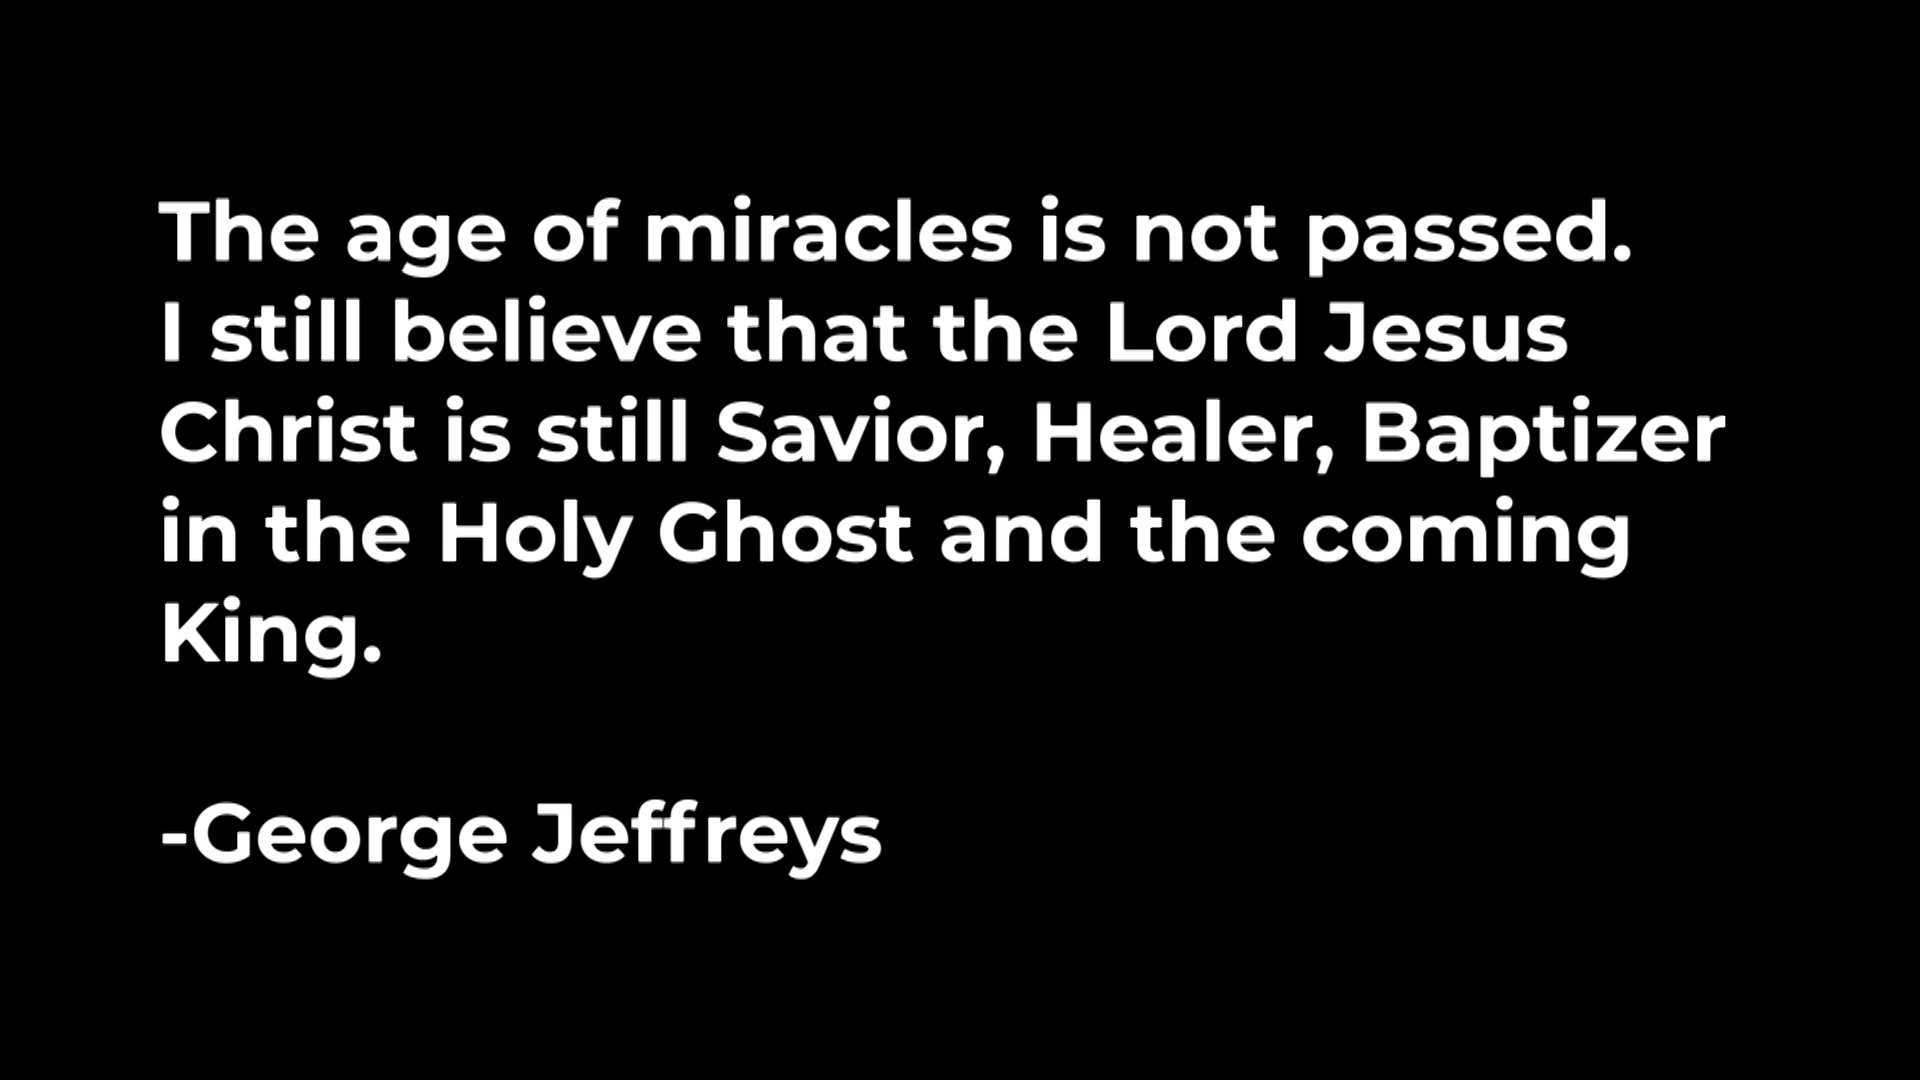 The age of miracles is not passed.
I still believe that the Lord Jesus
Christ is still Savior, Healer, Baptizer
in the Holy Ghost and the coming
King.
-George Jeffreys